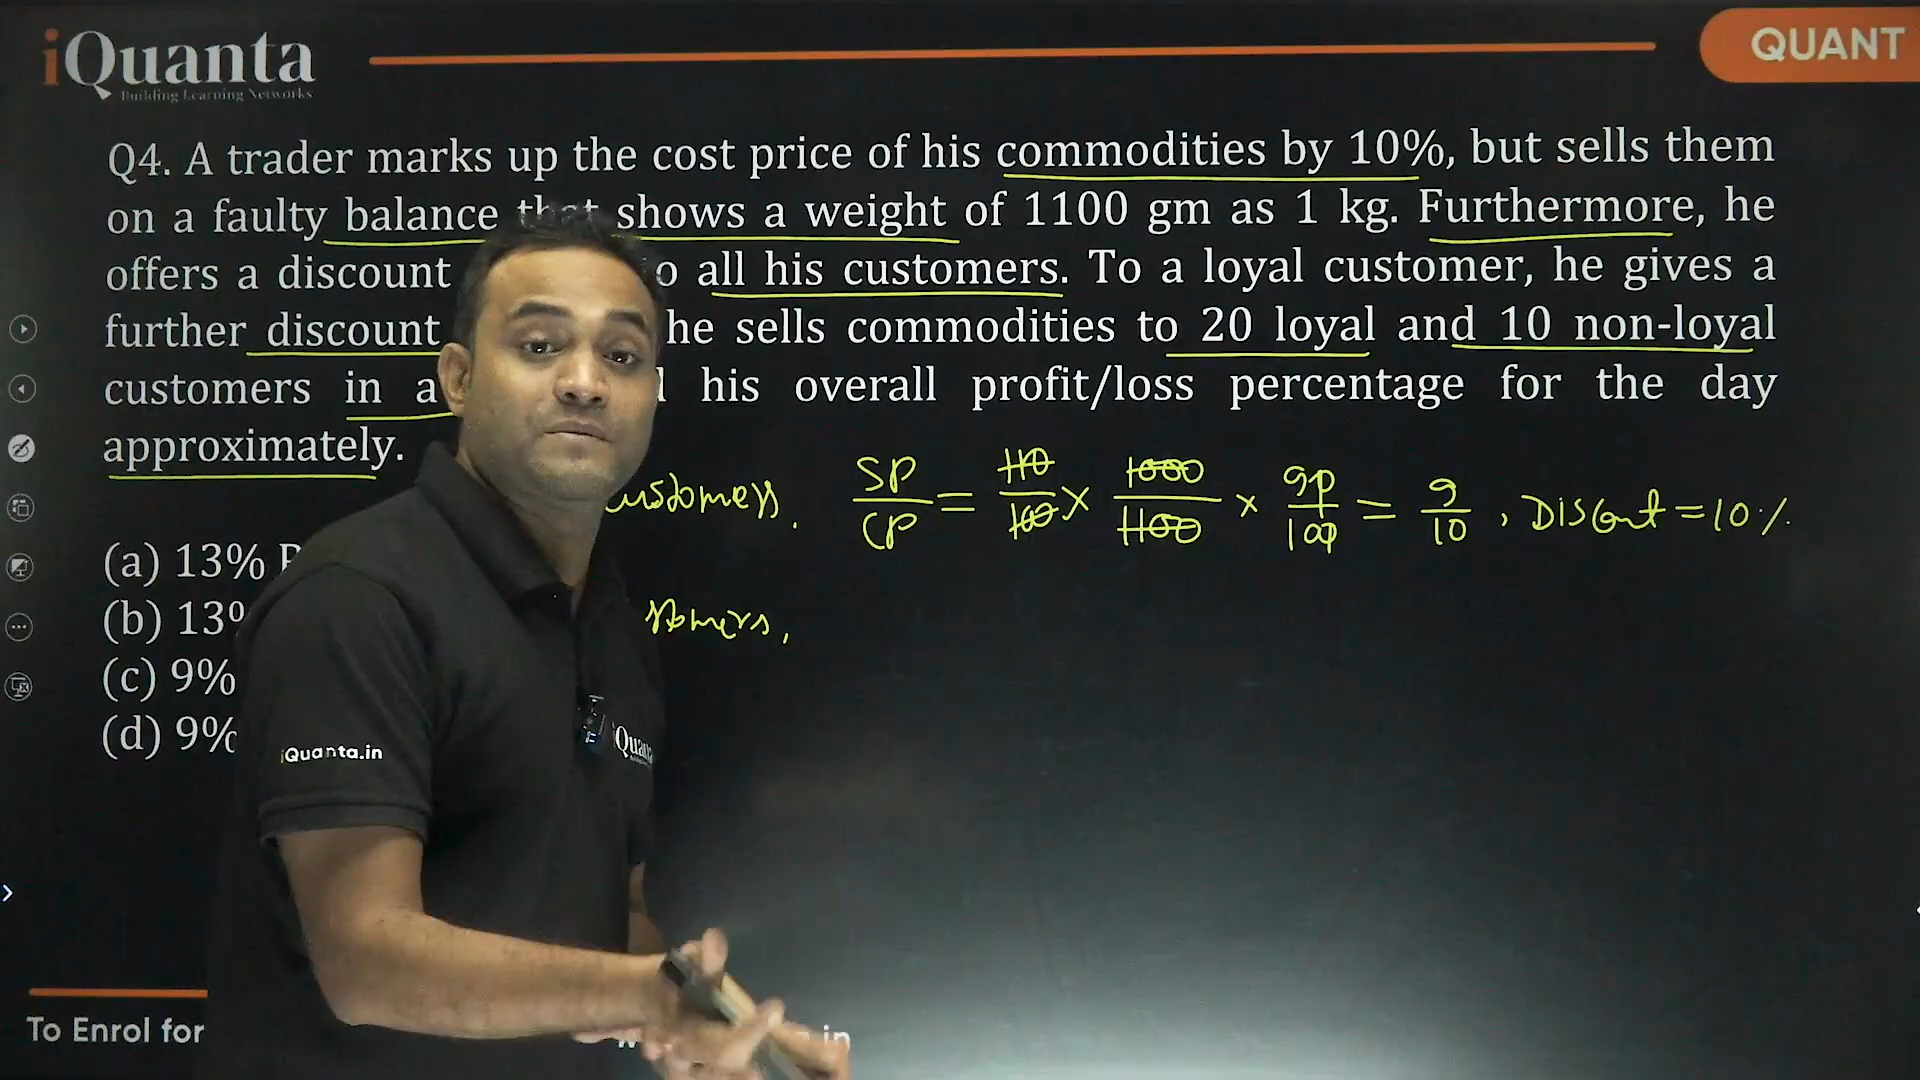 iQuanta
Building Learning Networks
QUANT
Q4. A trader marks up the cost price of his commodities by 10%, but sells them
on a faulty balance that shows a weight of 1100 gm as 1 kg. Furthermore, he
offers a discount all his customers. To a loyal customer, he gives a
further discount he sells commodities to 20 loyal and 10 non-loyal
customers in a his overall profit/loss percentage for the day
approximately.
SP/CP = 110/100 × 1000/1100 × 90/100 = 9/10 , Discount = 10%
(a) 13%
(b) 13%
(c) 9%
(d) 9%
iQuanta.in
iQuanta
To Enrol for